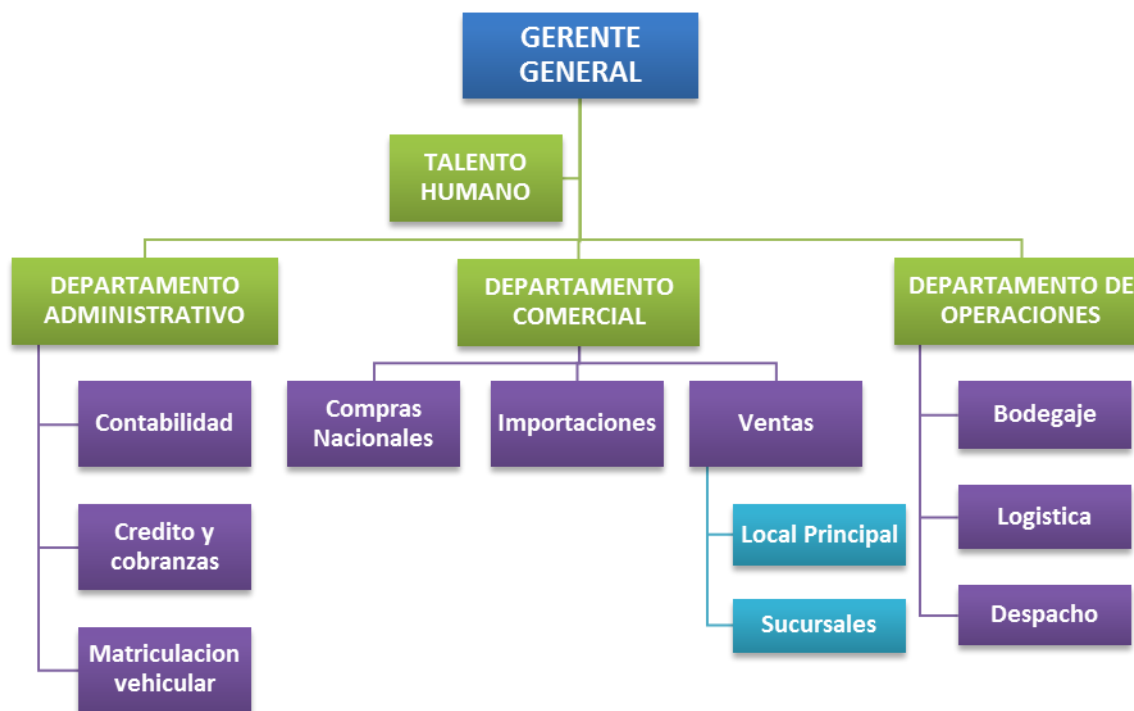 GERENTE
GENERAL
TALENTO
HUMANO
DEPARTAMENTO
ADMINISTRATIVO
DEPARTAMENTO
COMERCIAL
DEPARTAMENTO DE
OPERACIONES
Contabilidad
Compras
Nacionales
Importaciones
Ventas
Bodegaje
Credito y
cobranzas
Local Principal
Logistica
Sucursales
Despacho
Matriculacion
vehicular